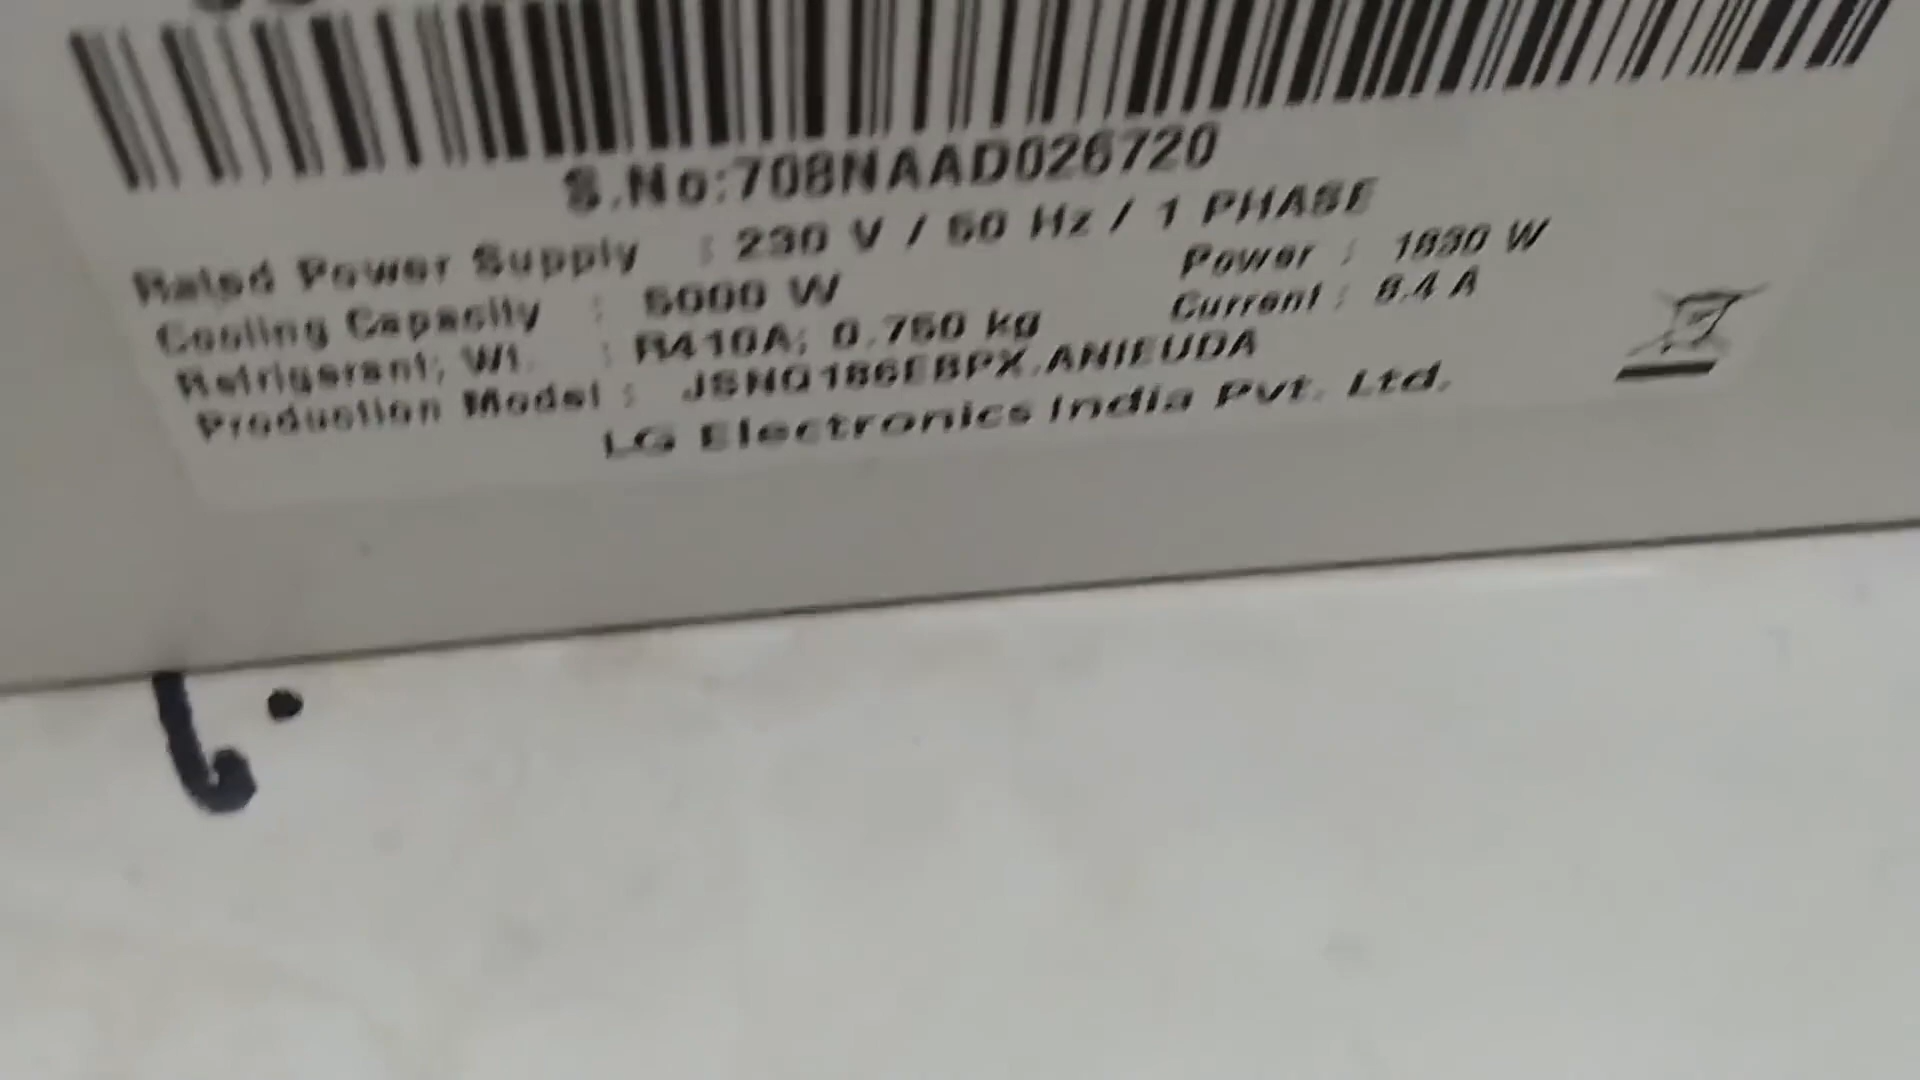 S.No:708NAAD026720
Rated Power Supply : 230 V / 50 Hz / 1 PHASE
Cooling Capacity : 5000 W Power : 1830 W
Refrigerant; Wt. : R410A; 0.750 kg Current : 8.4 A
Production Model : JSNQ186EBPX.ANIEUDA
LG Electronics India Pvt. Ltd.